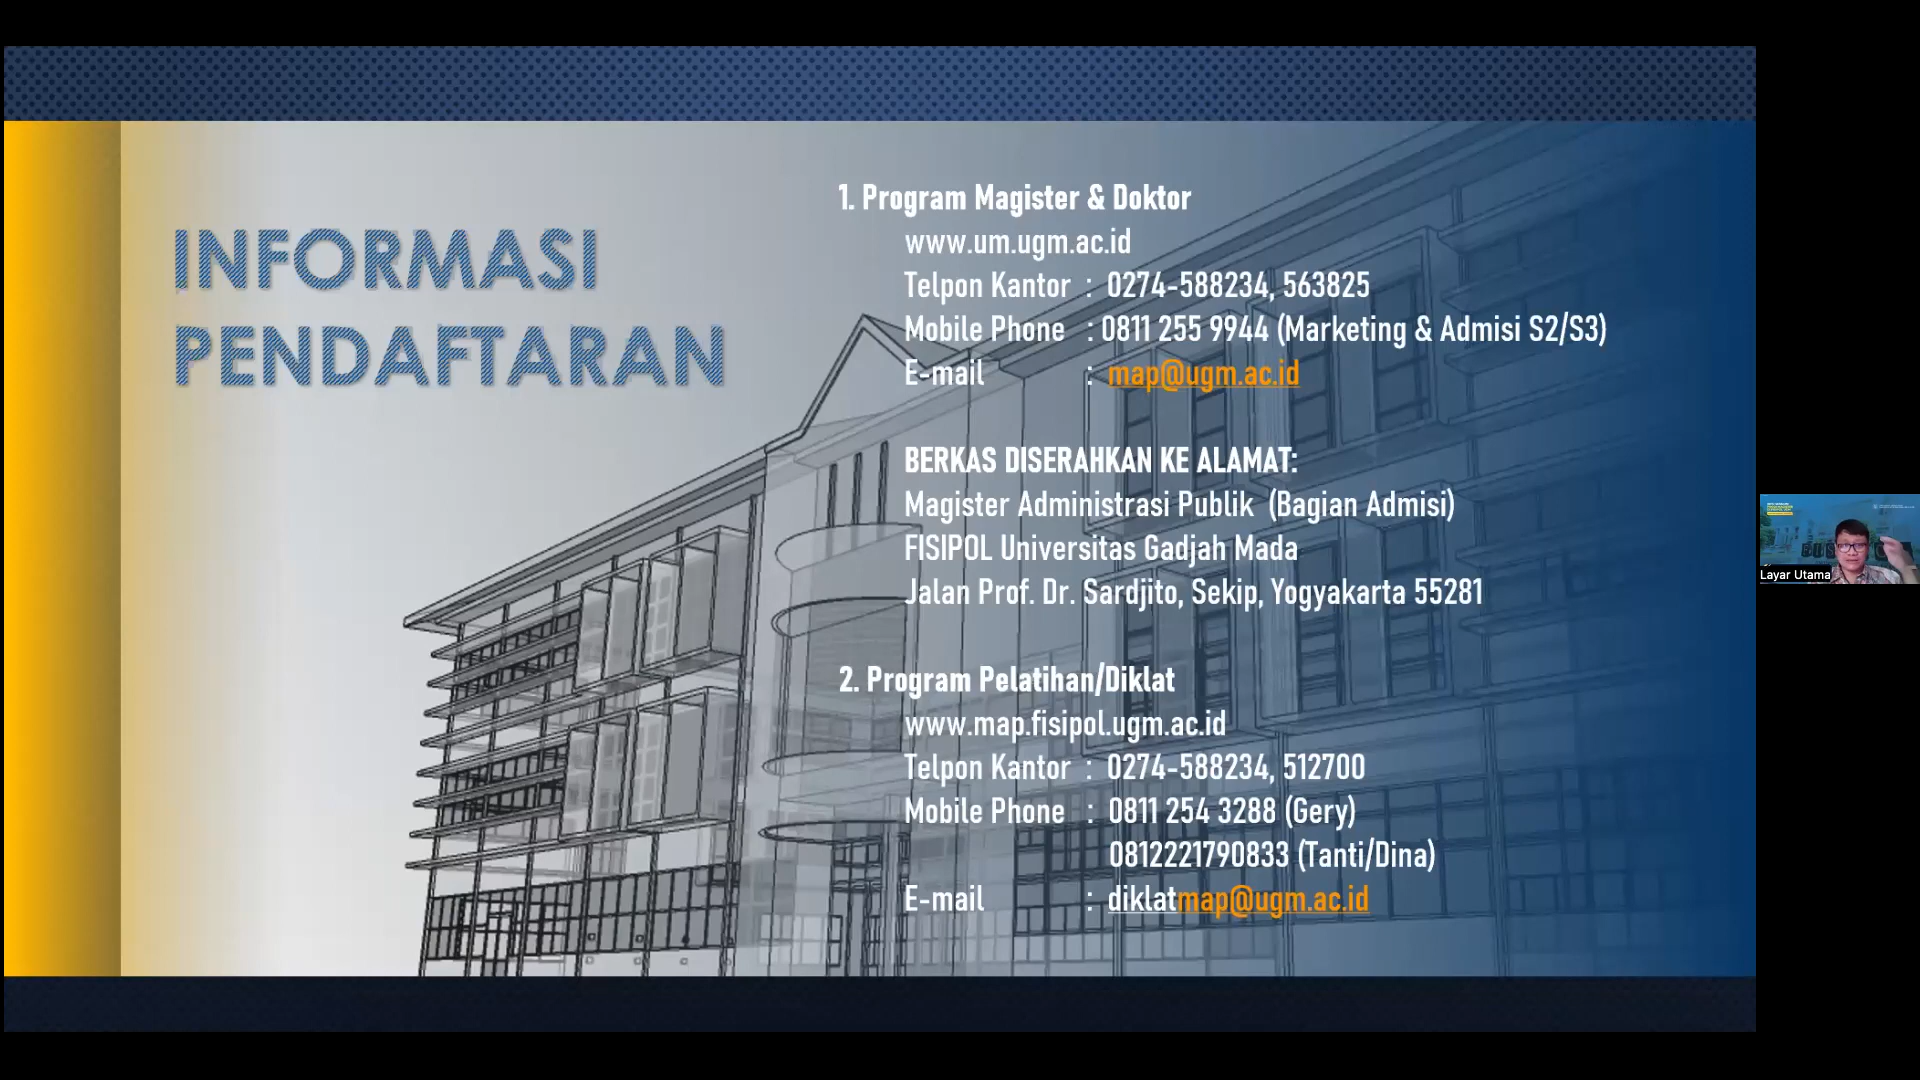 INFORMASI
PENDAFTARAN
1. Program Magister & Doktor
www.um.ugm.ac.id
Telpon Kantor : 0274-588234, 563825
Mobile Phone : 0811 255 9944 (Marketing & Admisi S2/S3)
E-mail : map@ugm.ac.id
BERKAS DISERAHKAN KE ALAMAT:
Magister Administrasi Publik (Bagian Admisi)
FISIPOL Universitas Gadjah Mada
Jalan Prof. Dr. Sardjito, Sekip, Yogyakarta 55281
2. Program Pelatihan/Diklat
www.map.fisipol.ugm.ac.id
Telpon Kantor : 0274-588234, 512700
Mobile Phone : 0811 254 3288 (Gery)
0812221790833 (Tanti/Dina)
E-mail : diklatmap@ugm.ac.id
Layar Utama